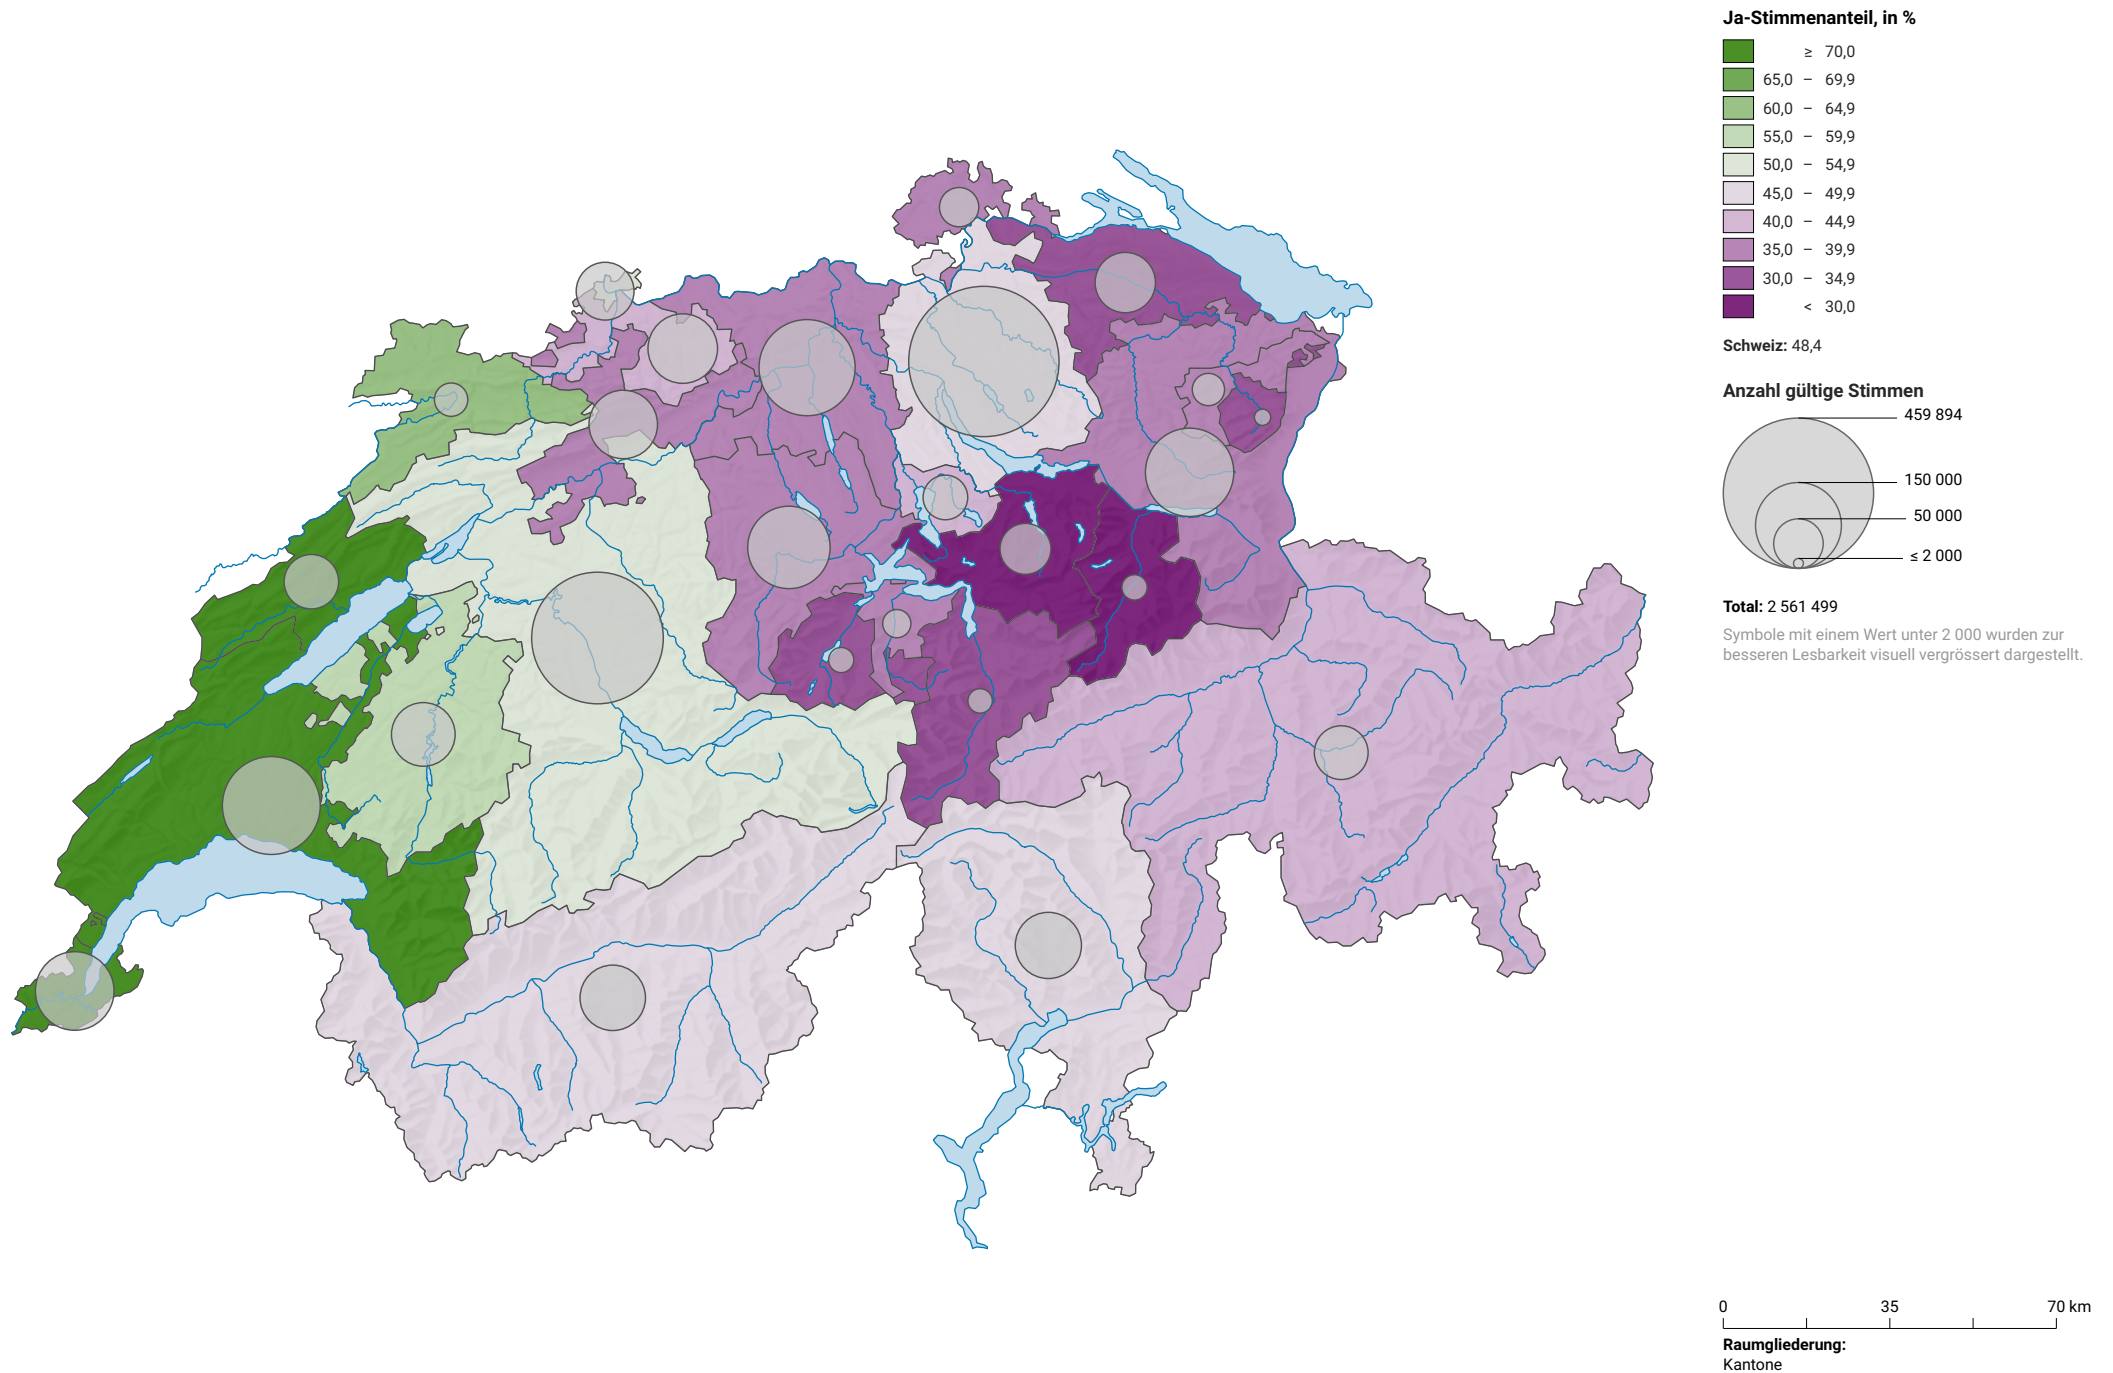 Ja-Stimmenanteil, in %
≥ 70,0
65,0 – 69,9
60,0 – 64,9
55,0 – 59,9
50,0 – 54,9
45,0 – 49,9
40,0 – 44,9
35,0 – 39,9
30,0 – 34,9
< 30,0
Schweiz: 48,4
Anzahl gültige Stimmen
459 894
150 000
50 000
≤ 2 000
Total: 2 561 499
Symbole mit einem Wert unter 2 000 wurden zur
besseren Lesbarkeit visuell vergrössert dargestellt.
0 35 70 km
Raumgliederung:
Kantone